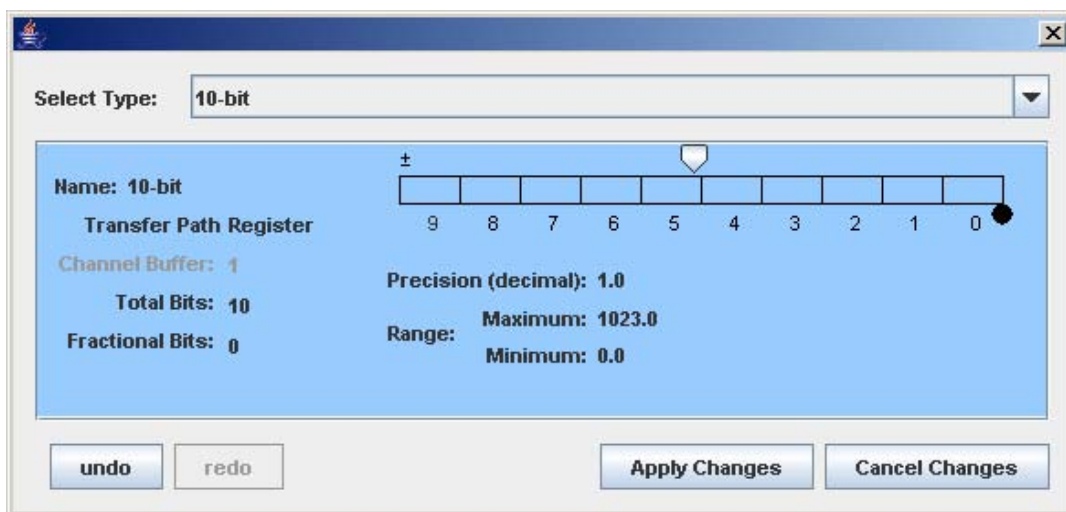 Select Type: 10-bit
±
Name: 10-bit
9 8 7 6 5 4 3 2 1 0
Transfer Path Register
Channel Buffer: 1
Precision (decimal): 1.0
Total Bits: 10
Range: Maximum: 1023.0
Fractional Bits: 0
Minimum: 0.0
undo redo Apply Changes Cancel Changes